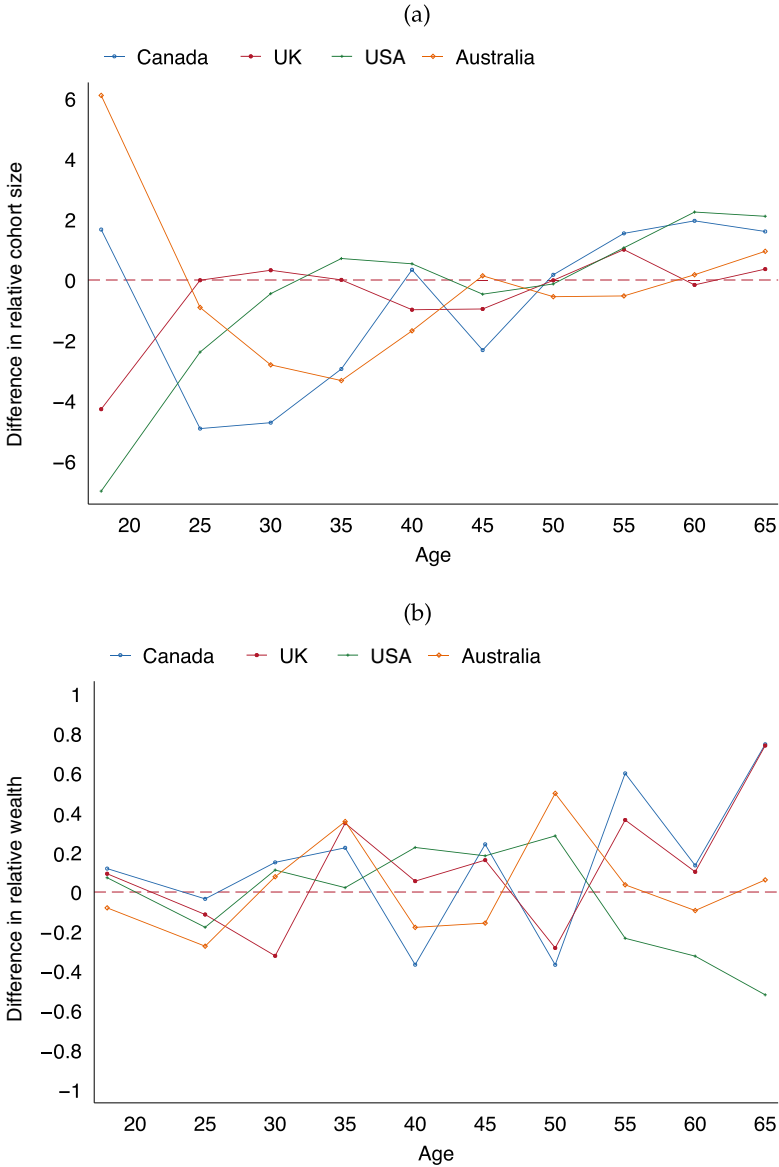 (a)
Canada UK USA Australia
6
4
2
0
−2
−4
−6
Difference in relative cohort size
20 25 30 35 40 45 50 55 60 65
Age
(b)
Canada UK USA Australia
1
0.8
0.6
0.4
0.2
0
−0.2
−0.4
−0.6
−0.8
−1
Difference in relative wealth
20 25 30 35 40 45 50 55 60 65
Age